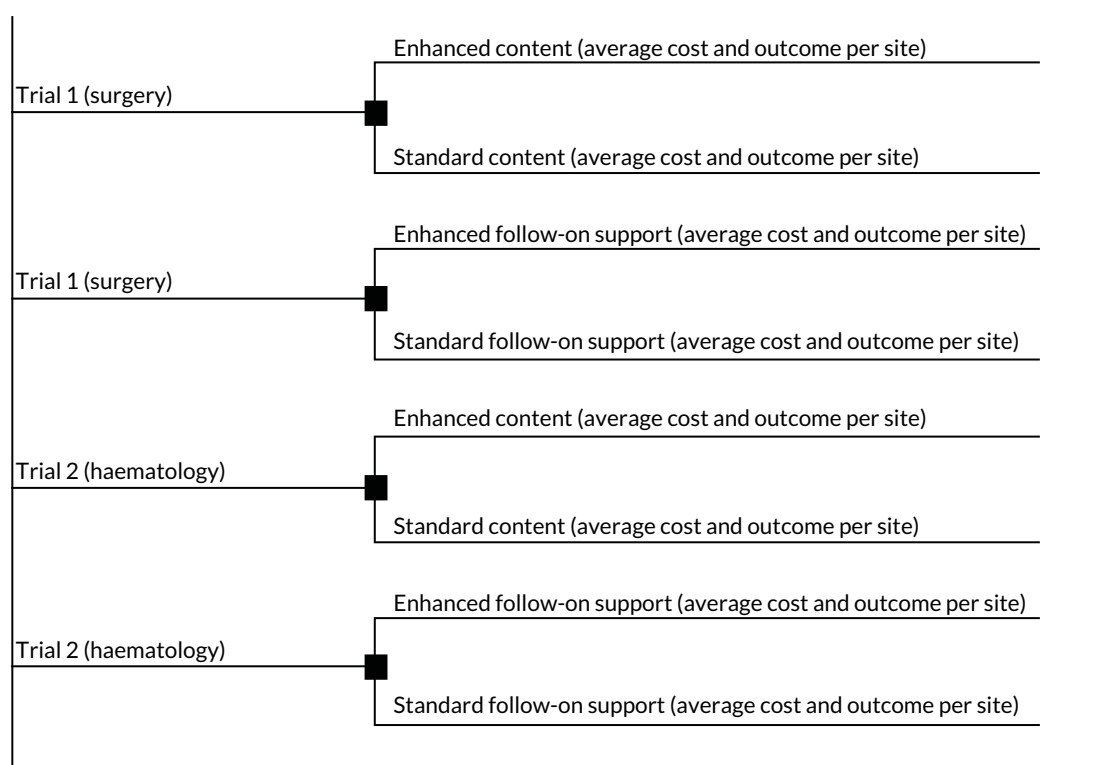 Enhanced content (average cost and outcome per site)
Trial 1 (surgery)
Standard content (average cost and outcome per site)
Enhanced follow-on support (average cost and outcome per site)
Trial 1 (surgery)
Standard follow-on support (average cost and outcome per site)
Enhanced content (average cost and outcome per site)
Trial 2 (haematology)
Standard content (average cost and outcome per site)
Enhanced follow-on support (average cost and outcome per site)
Trial 2 (haematology)
Standard follow-on support (average cost and outcome per site)